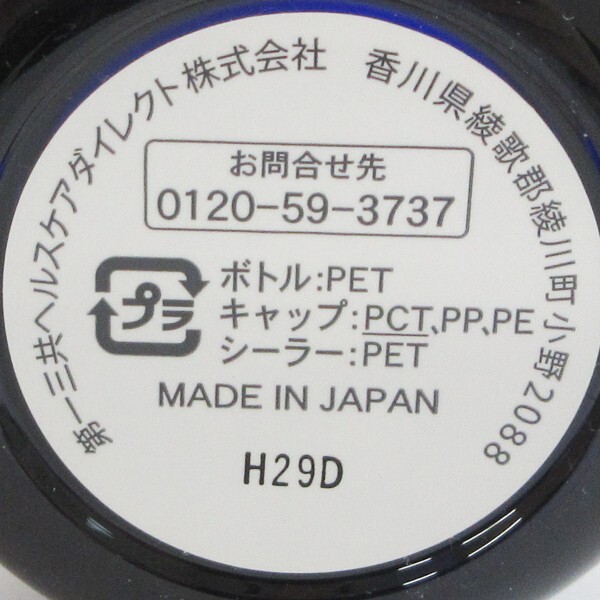 第一三共ヘルスケアダイレクト株式会社 香川県綾歌郡綾川町小野2088
お問合せ先
0120-59-3737
プラ
ボトル:PET
キャップ:PCT、PP、PE
シーラー:PET
MADE IN JAPAN
H29D